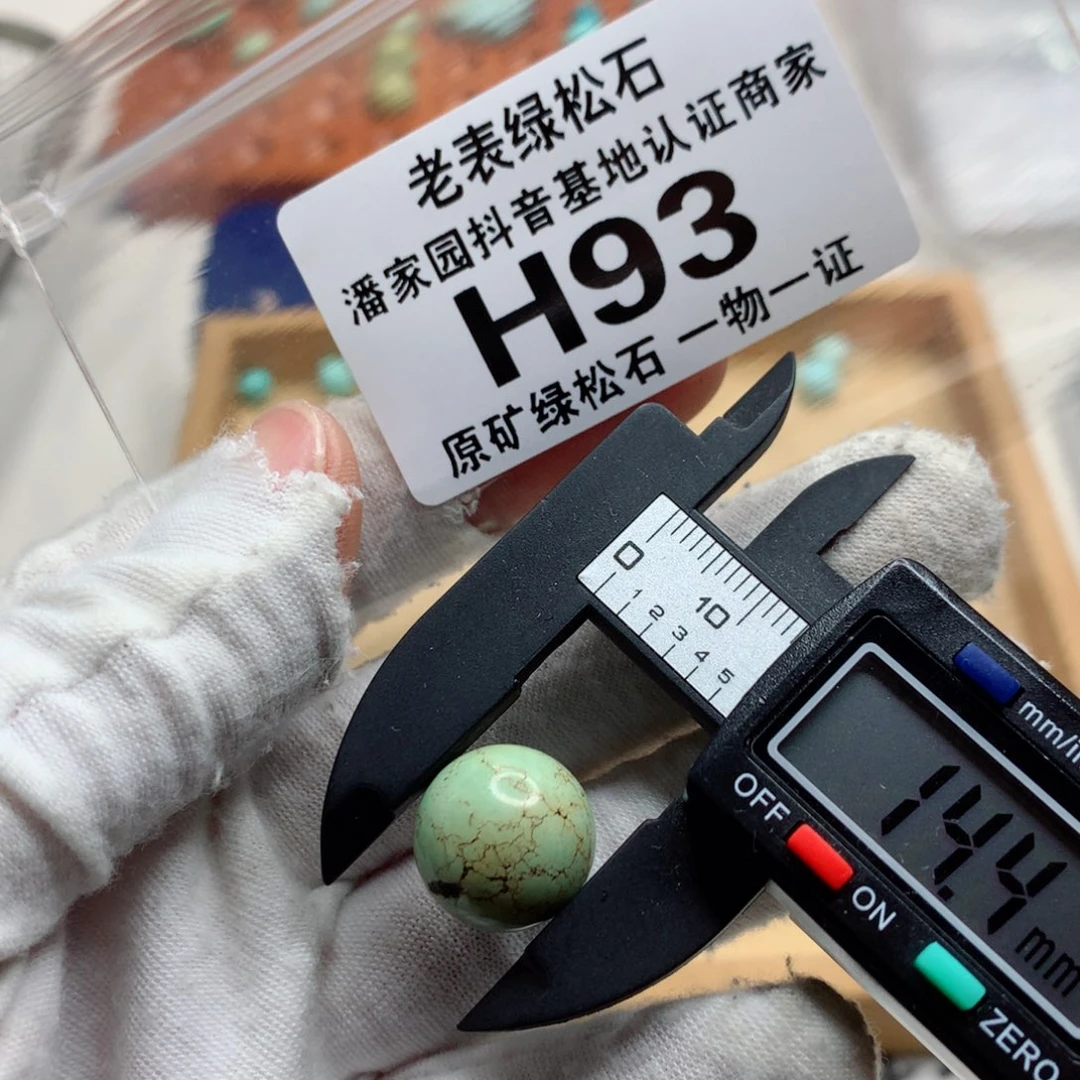 老表绿松石
潘家园抖音基地认证商家
H93
原矿绿松石 一物一证
0
10
1 2 3 4 5
mm/in
OFF
ON
ZERO
14.4 mm